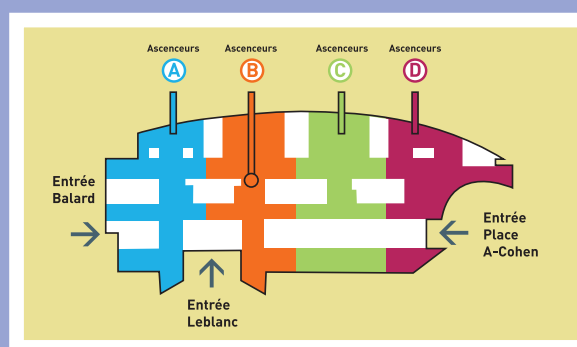 Ascenceurs Ascenceurs Ascenceurs Ascenceurs
A B C D
Entrée
Balard
Entrée
Place
A-Cohen
Entrée
Leblanc